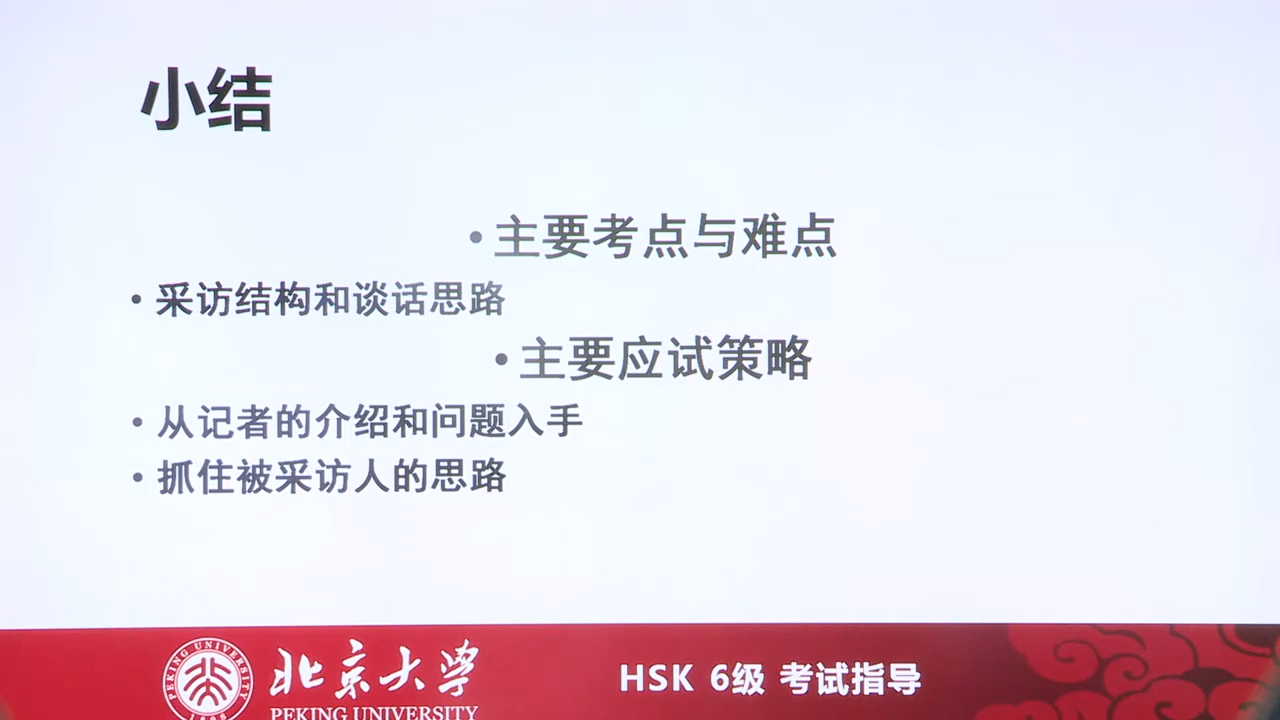 小结
•主要考点与难点
•采访结构和谈话思路
•主要应试策略
•从记者的介绍和问题入手
•抓住被采访人的思路
PEKING UNIVERSITY
1898
北京大学
PEKING UNIVERSITY
HSK 6级 考试指导